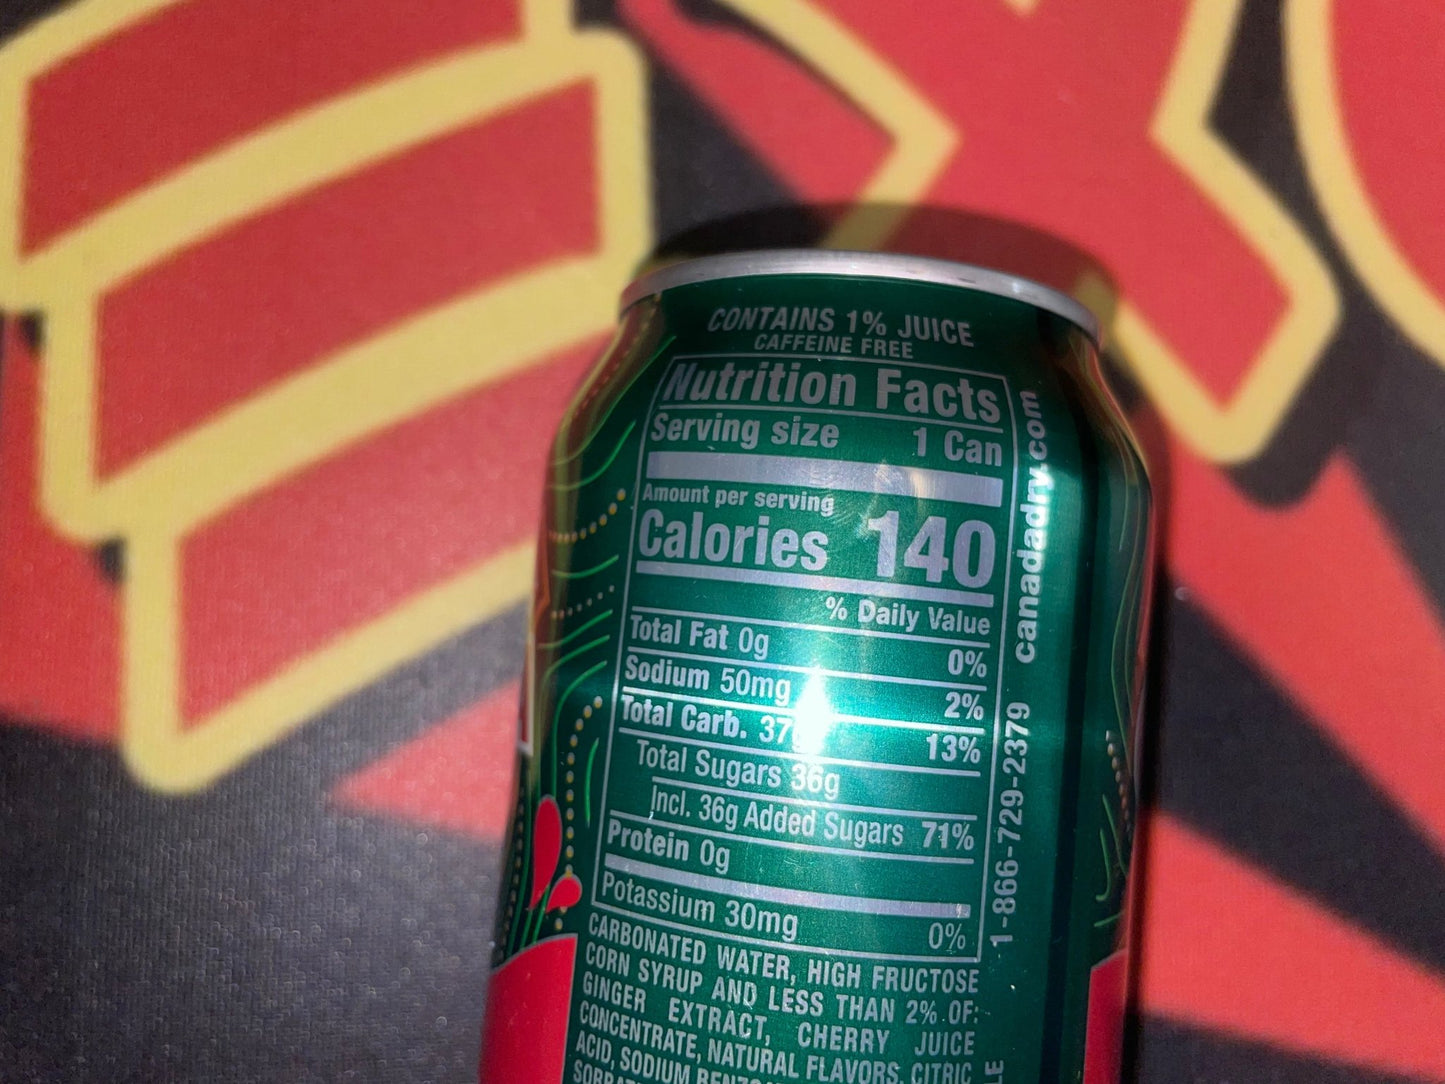 CONTAINS 1% JUICE
CAFFEINE FREE
Nutrition Facts
Serving size 1 Can
Amount per serving
Calories 140
% Daily Value
Total Fat 0g 0%
Sodium 50mg 2%
Total Carb. 37g 13%
Total Sugars 36g
Incl. 36g Added Sugars 71%
Protein 0g
Potassium 30mg 0%
CARBONATED WATER, HIGH FRUCTOSE
CORN SYRUP AND LESS THAN 2% OF:
GINGER EXTRACT, CHERRY JUICE
CONCENTRATE, NATURAL FLAVORS, CITRIC
ACID, SODIUM
canadadry.com
1-866-729-2379